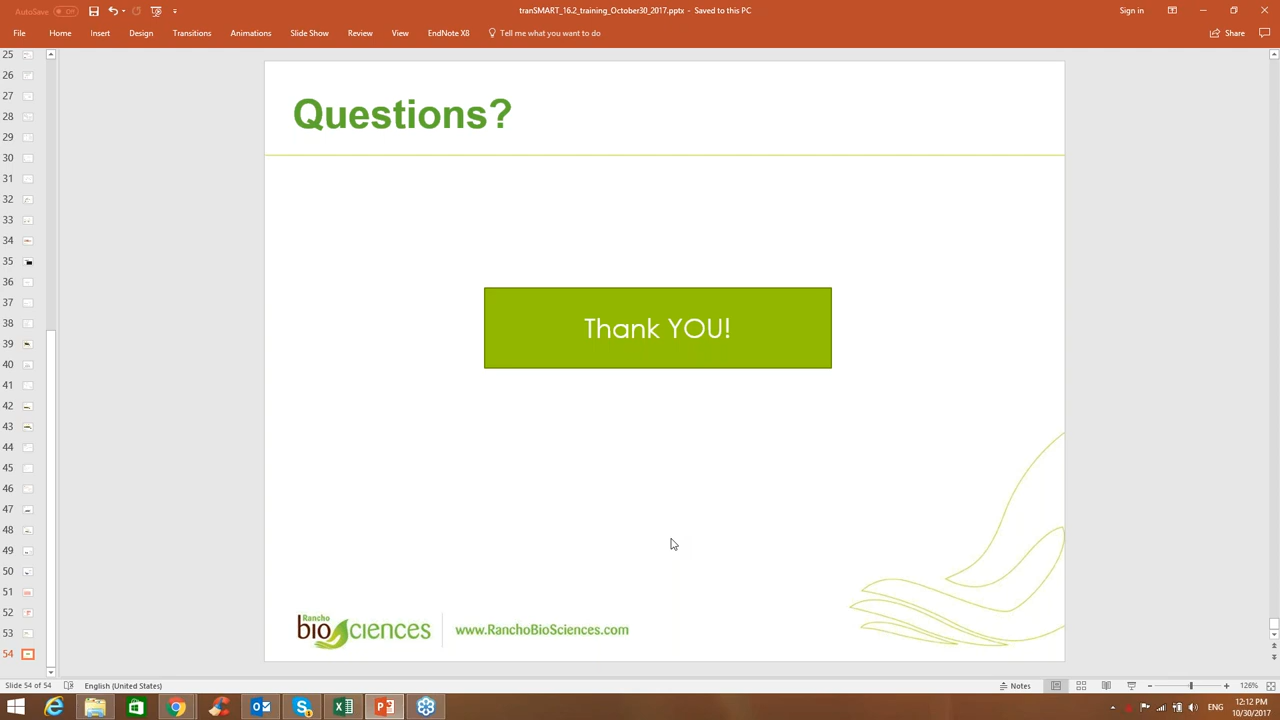 AutoSave Off
tranSMART_16.2_training_October30_2017.pptx - Saved to this PC
Sign in
File Home Insert Design Transitions Animations Slide Show Review View EndNote X8 Tell me what you want to do
Share
25
26
27
28
29
30
31
32
33
34
35
36
37
38
39
40
41
42
43
44
45
46
47
48
49
50
51
52
53
54
Questions?
Thank YOU!
Rancho
bioSciences
www.RanchoBioSciences.com
Slide 54 of 54 English (United States)
Notes
126%
ENG
12:12 PM
10/30/2017